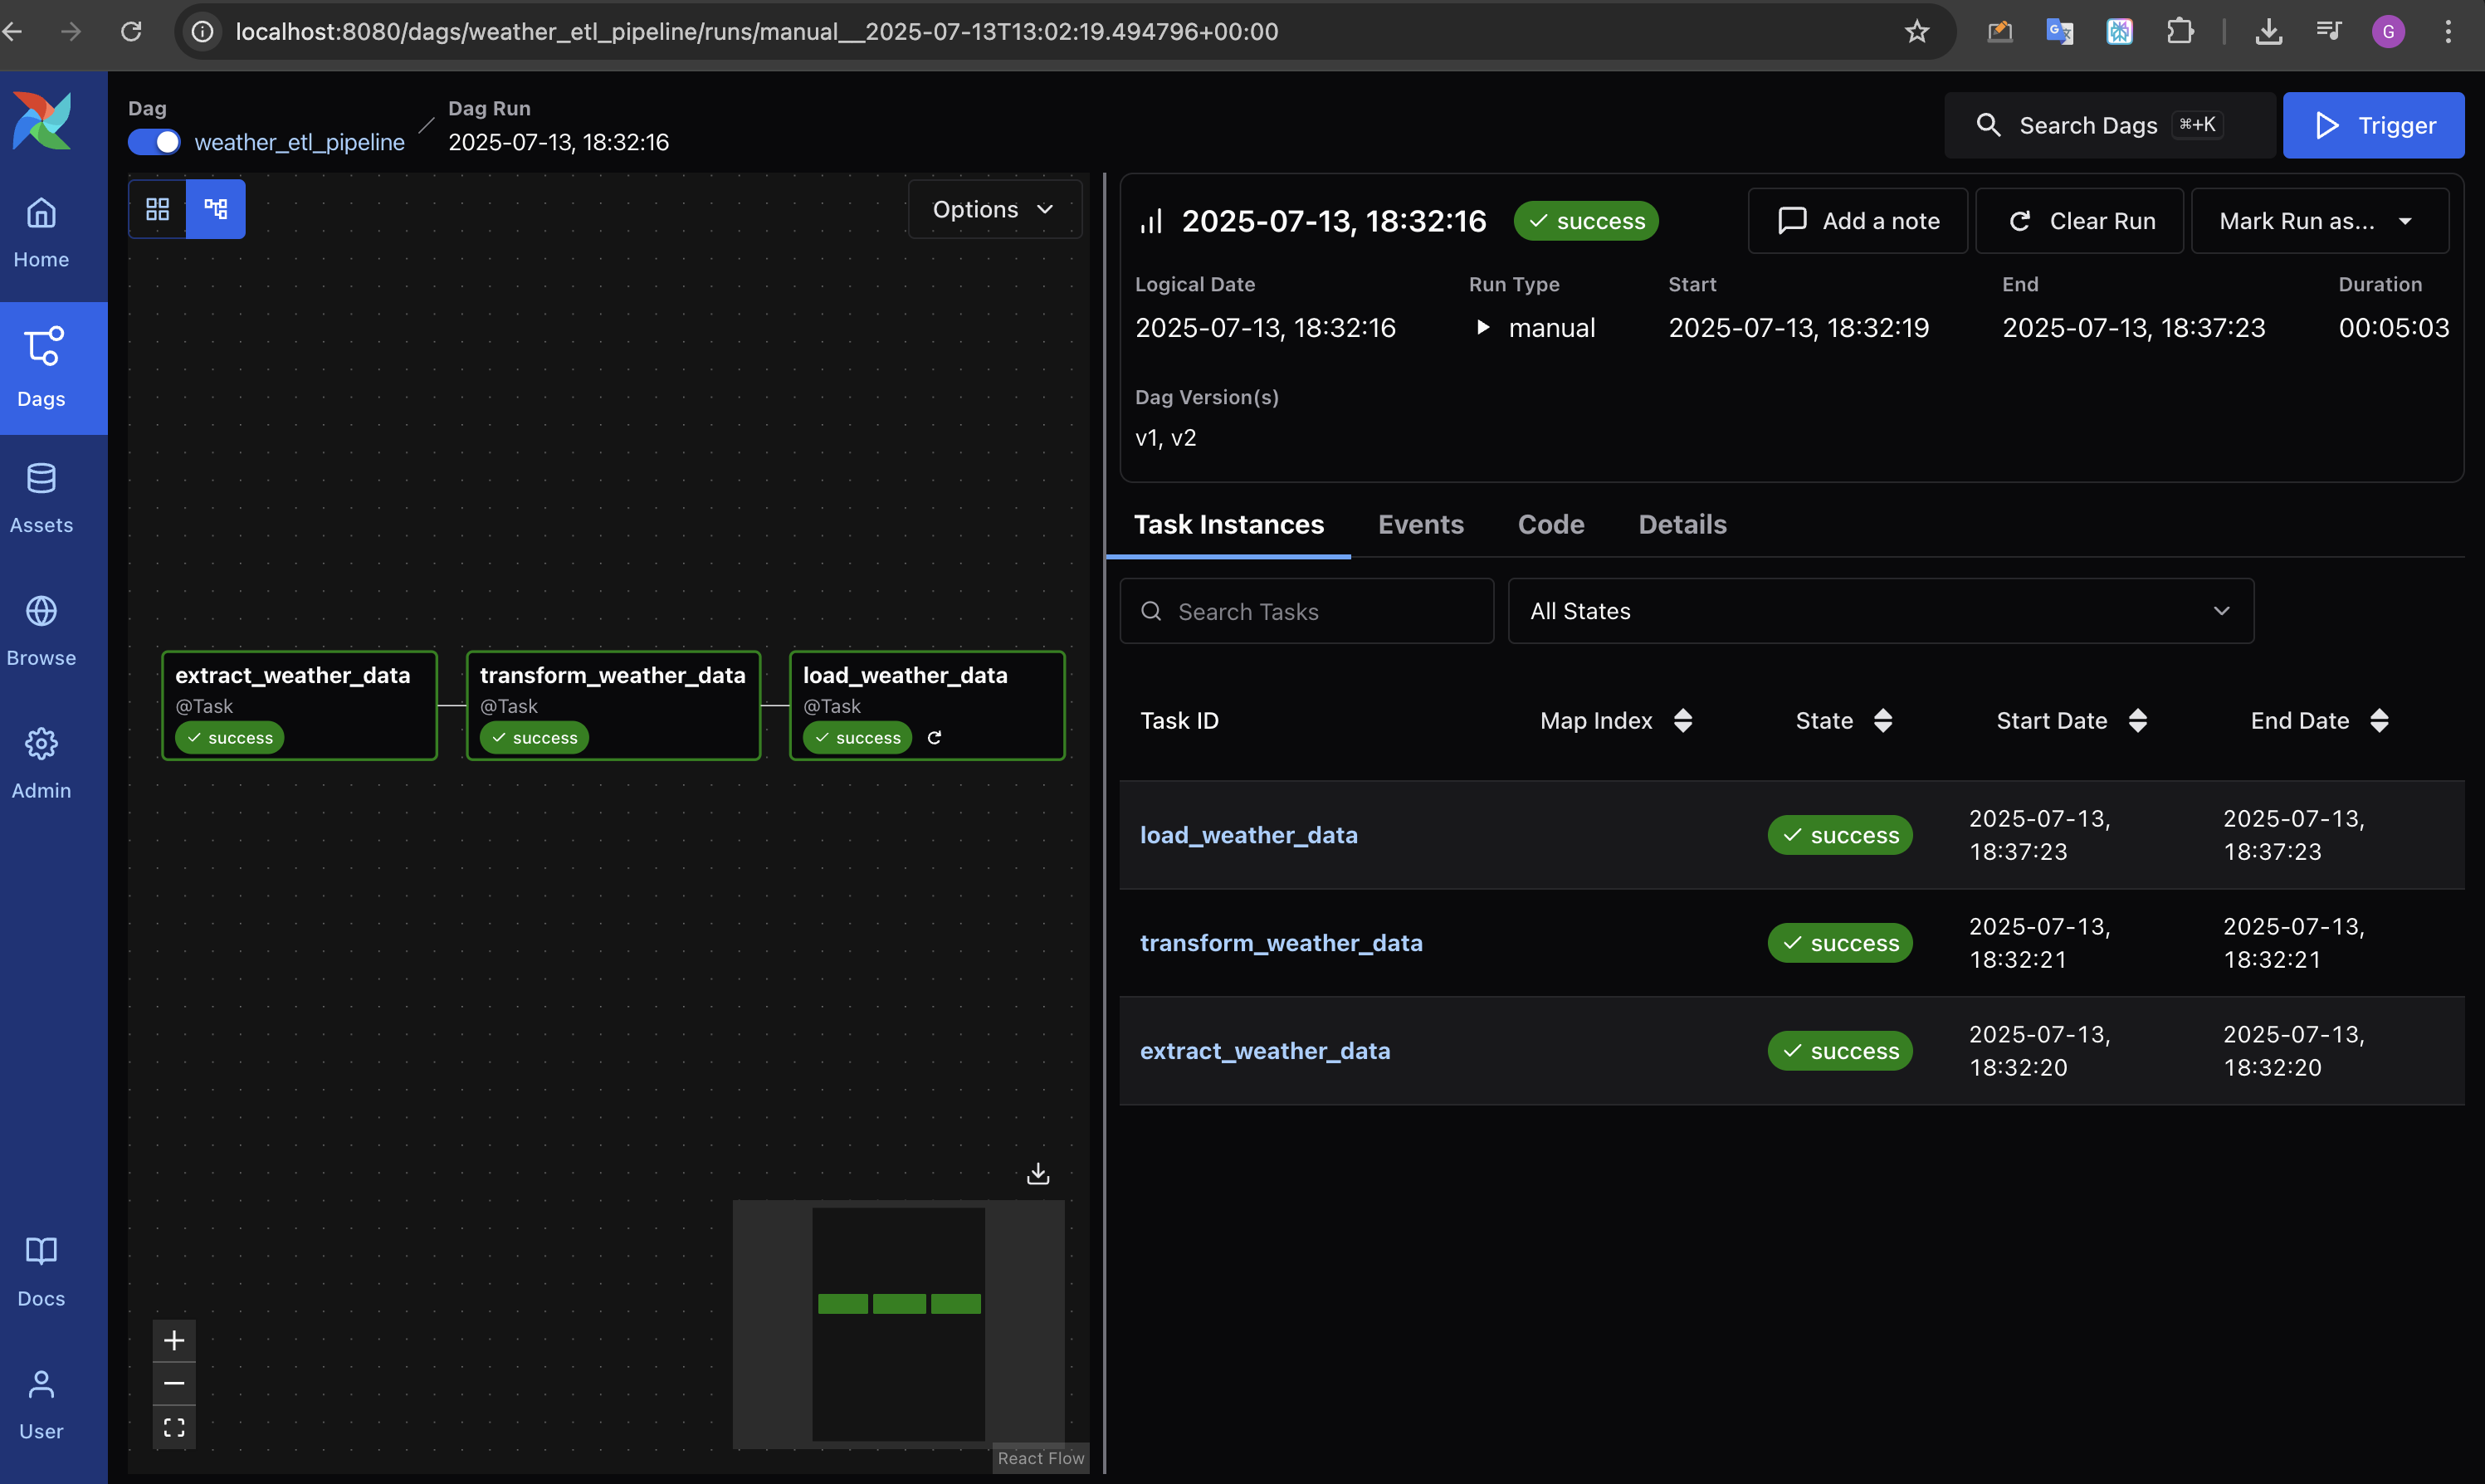 localhost:8080/dags/weather_etl_pipeline/runs/manual__2025-07-13T13:02:19.494796+00:00
G
Dag
weather_etl_pipeline
Dag Run
2025-07-13, 18:32:16
Search Dags ⌘+K
Trigger
Home
Dags
Assets
Browse
Admin
Docs
User
Options
extract_weather_data
@Task
success
transform_weather_data
@Task
success
load_weather_data
@Task
success
React Flow
2025-07-13, 18:32:16 success
Add a note
Clear Run
Mark Run as...
Logical Date Run Type Start End Duration
2025-07-13, 18:32:16 manual 2025-07-13, 18:32:19 2025-07-13, 18:37:23 00:05:03
Dag Version(s)
v1, v2
Task Instances Events Code Details
Search Tasks
All States
Task ID Map Index State Start Date End Date
load_weather_data success 2025-07-13, 18:37:23 2025-07-13, 18:37:23
transform_weather_data success 2025-07-13, 18:32:21 2025-07-13, 18:32:21
extract_weather_data success 2025-07-13, 18:32:20 2025-07-13, 18:32:20